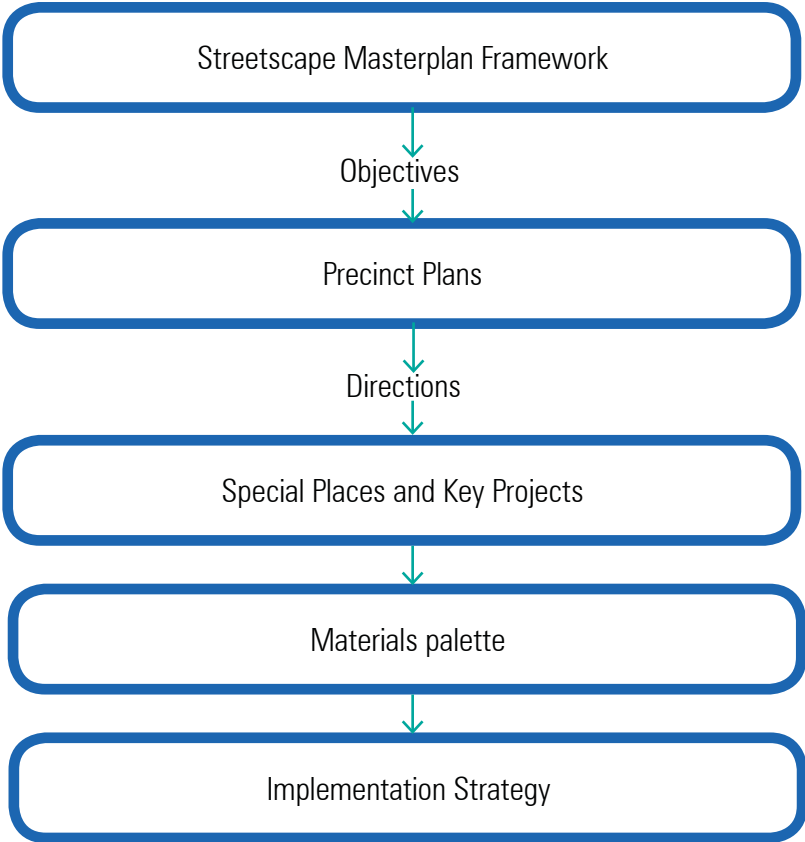 Streetscape Masterplan Framework
Objectives
Precinct Plans
Directions
Special Places and Key Projects
Materials palette
Implementation Strategy